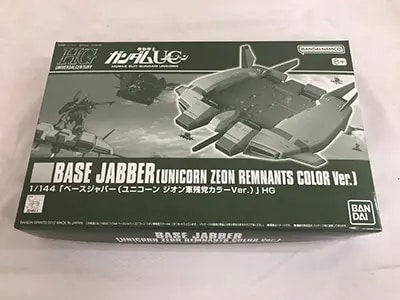 HG
UNIVERSAL CENTURY
機動戦士
ガンダムUC
MOBILE SUIT GUNDAM UNICORN
BANDAI NAMCO
8+
BASE JABBER(UNICORN ZEON REMNANTS COLOR Ver.)
1/144「ベースジャバー(ユニコーン ジオン軍残党カラーVer.)」HG
BAN
DAI
BASE JABBER
(UNICORN ZEON REMNANTS COLOR Ver.)